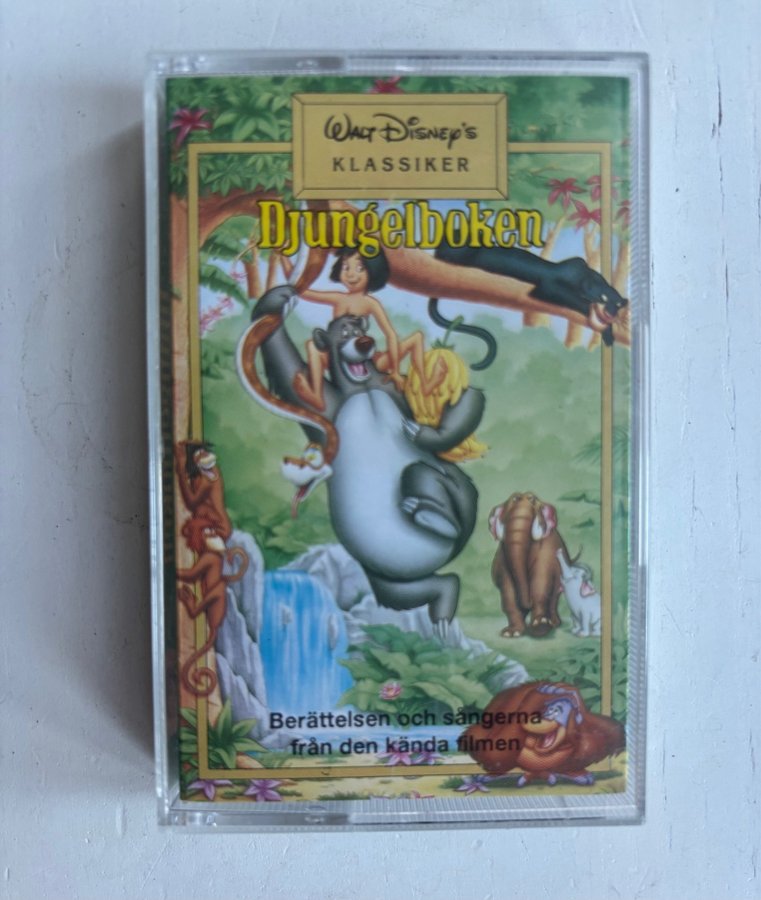 Walt Disney's
KLASSIKER
Djungelboken
Berättelsen och sångerna
från den kända filmen